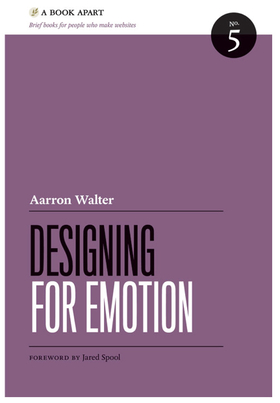 A BOOK APART
Brief books for people who make websites
No.
5
Aarron Walter
DESIGNING
FOR EMOTION
FOREWORD BY Jared Spool